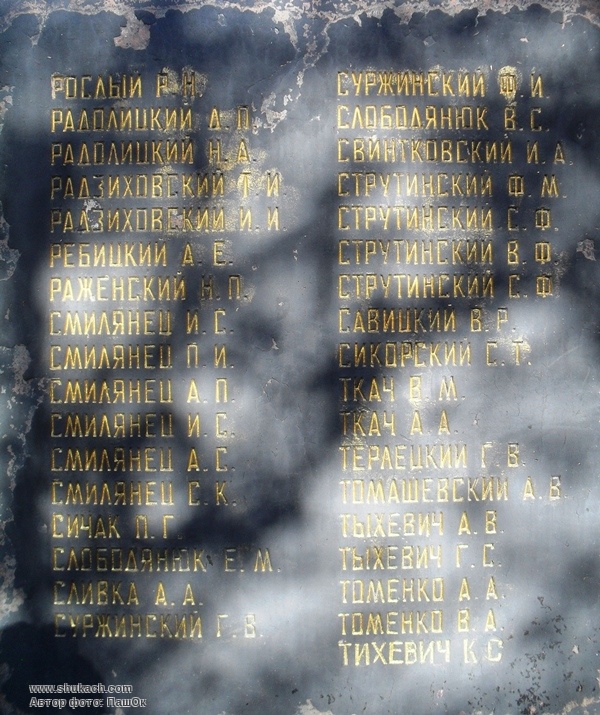 РОСЛЫЙ Р. Н.
РАДОЛИЦКИЙ Д. П.
РАДОЛИЦКИЙ Н. А.
РАДЗИХОВСКИЙ Т. И
РАДЗИХОВСКИЙ И. И.
РЕБИЦКИЙ А. Е.
РАЖЕНСКИЙ Н. П.
СМИЛЯНЕЦ И. С.
СМИЛЯНЕЦ П. И.
СМИЛЯНЕЦ А. П.
СМИЛЯНЕЦ И. С.
СМИЛЯНЕЦ А. С.
СМИЛЯНЕЦ С. К.
СИЧАК П. Г.
СЛОБОДЯНЮК Е. М.
СЛИВКА А. А.
СУРЖИНСКИЙ Г. В.
СУРЖИНСКИЙ Ф. И.
СЛОБОДЯНЮК В. С.
СВИНТКОВСКИЙ И. А.
СТРУТИНСКИЙ Ф. М.
СТРУТИНСКИЙ С. Ф.
СТРУТИНСКИЙ В. Ф.
СТРУТИНСКИЙ С. Ф.
САВИЦКИЙ В. Р.
СИКОРСКИЙ С. Т.
ТКАЧ В. М.
ТКАЧ А. А.
ТЕРЛЕЦКИЙ Г. В.
ТОМАШЕВСКИЙ А. В.
ТЫХЕВИЧ А. В.
ТЫХЕВИЧ Г. С.
ТОМЕНКО А. А.
ТОМЕНКО В. А.
ТИХЕВИЧ К. С
www.shukach.com
Автор фото: ПашОк